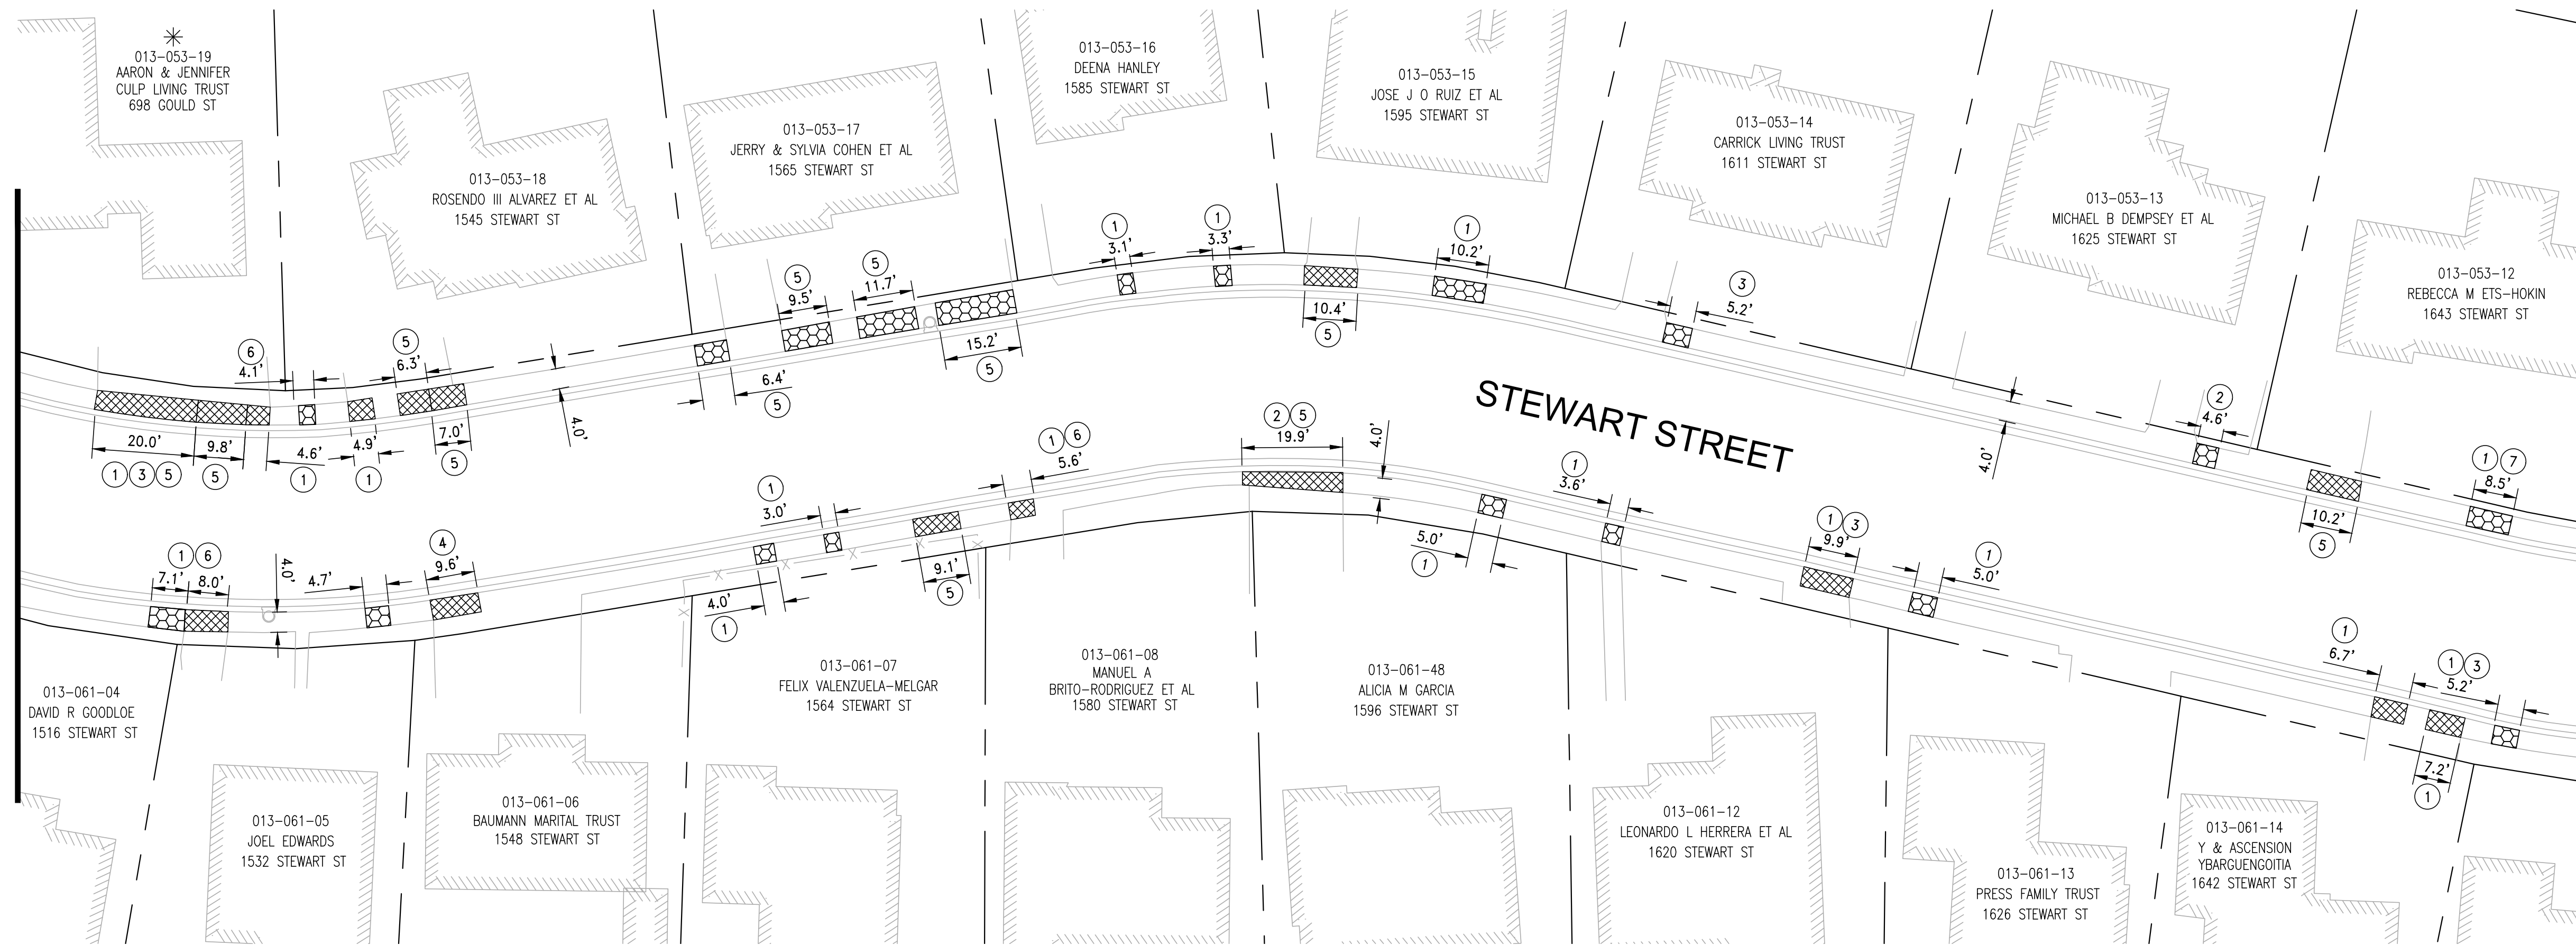 013-053-19
AARON & JENNIFER
CULP LIVING TRUST
698 GOULD ST
013-053-18
ROSENDO III ALVAREZ ET AL
1545 STEWART ST
013-053-17
JERRY & SYLVIA COHEN ET AL
1565 STEWART ST
013-053-16
DEENA HANLEY
1585 STEWART ST
013-053-15
JOSE J O RUIZ ET AL
1595 STEWART ST
013-053-14
CARRICK LIVING TRUST
1611 STEWART ST
013-053-13
MICHAEL B DEMPSEY ET AL
1625 STEWART ST
013-053-12
REBECCA M ETS-HOKIN
1643 STEWART ST
6
4.1'
5
6.3'
5
9.5'
5
11.7'
1
3.1'
1
3.3'
1
10.2'
3
5.2'
2
4.6'
1 7
8.5'
20.0'
1 3 5
9.8'
5
4.6'
1
4.9'
1
7.0'
5
4.0'
6.4'
5
15.2'
5
10.4'
5
4.0'
10.2'
5
STEWART STREET
1 6
7.1' 8.0'
4.0'
4.7'
4
9.6'
1
3.0'
4.0'
1
9.1'
5
1 6
5.6'
2 5
19.9'
4.0'
5.0'
1
1
3.6'
1 3
9.9'
1
5.0'
1
6.7'
1 3
5.2'
7.2'
1
013-061-04
DAVID R GOODLOE
1516 STEWART ST
013-061-05
JOEL EDWARDS
1532 STEWART ST
013-061-06
BAUMANN MARITAL TRUST
1548 STEWART ST
013-061-07
FELIX VALENZUELA-MELGAR
1564 STEWART ST
013-061-08
MANUEL A
BRITO-RODRIGUEZ ET AL
1580 STEWART ST
013-061-48
ALICIA M GARCIA
1596 STEWART ST
013-061-12
LEONARDO L HERRERA ET AL
1620 STEWART ST
013-061-13
PRESS FAMILY TRUST
1626 STEWART ST
013-061-14
Y & ASCENSION
YBARGUENGOITIA
1642 STEWART ST